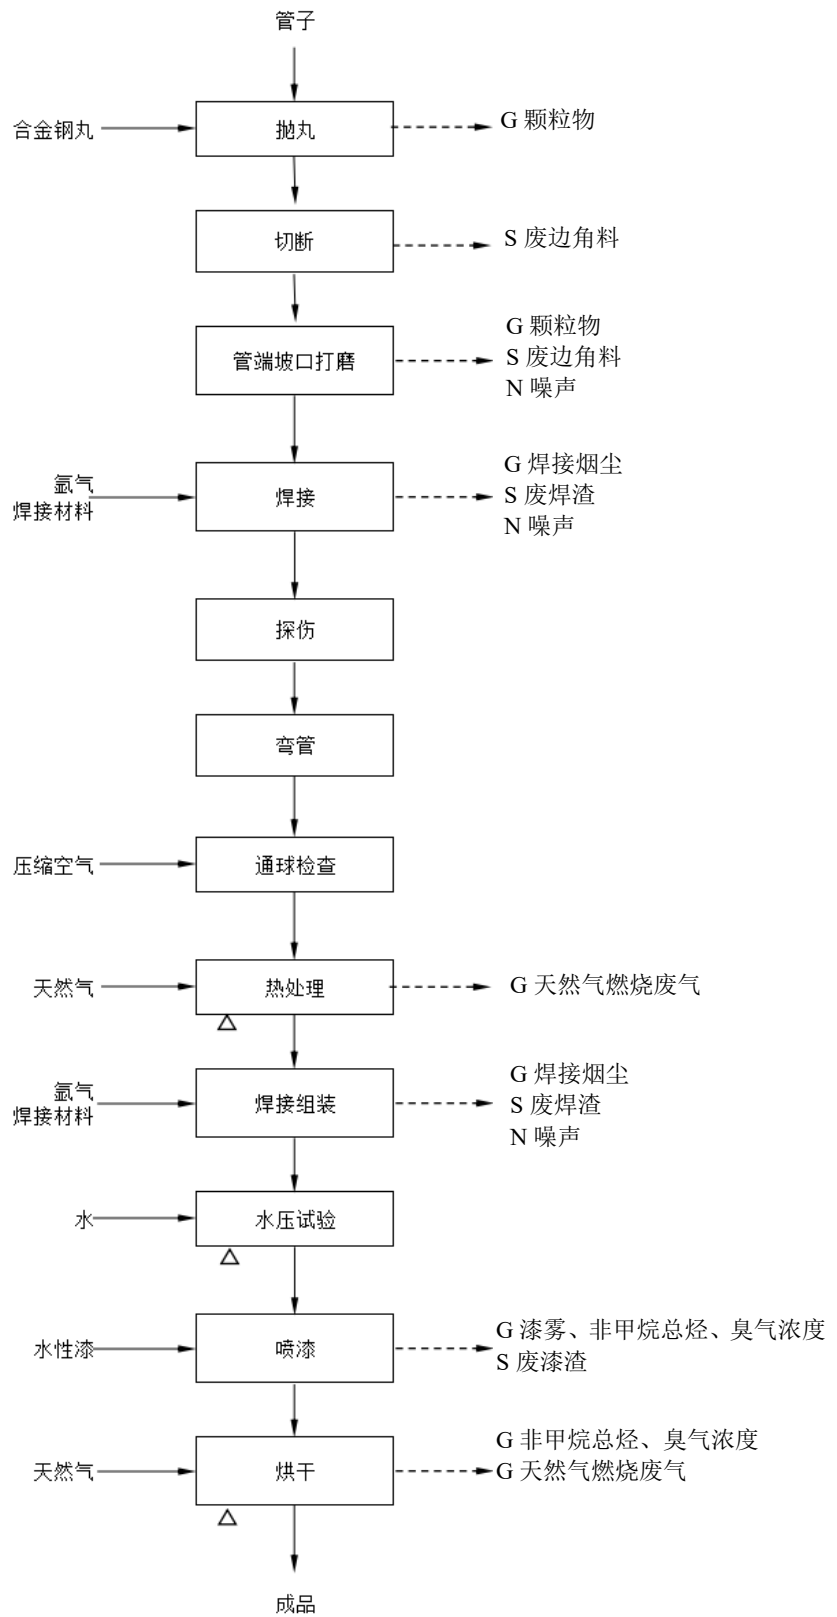 管子
合金钢丸
抛丸
G 颗粒物
切断
S 废边角料
管端坡口打磨
G 颗粒物
S 废边角料
N 噪声
氩气
焊接材料
焊接
G 焊接烟尘
S 废焊渣
N 噪声
探伤
弯管
压缩空气
通球检查
天然气
热处理
G 天然气燃烧废气
氩气
焊接材料
焊接组装
G 焊接烟尘
S 废焊渣
N 噪声
水
水压试验
水性漆
喷漆
G 漆雾、非甲烷总烃、臭气浓度
S 废漆渣
天然气
烘干
G 非甲烷总烃、臭气浓度
G 天然气燃烧废气
成品